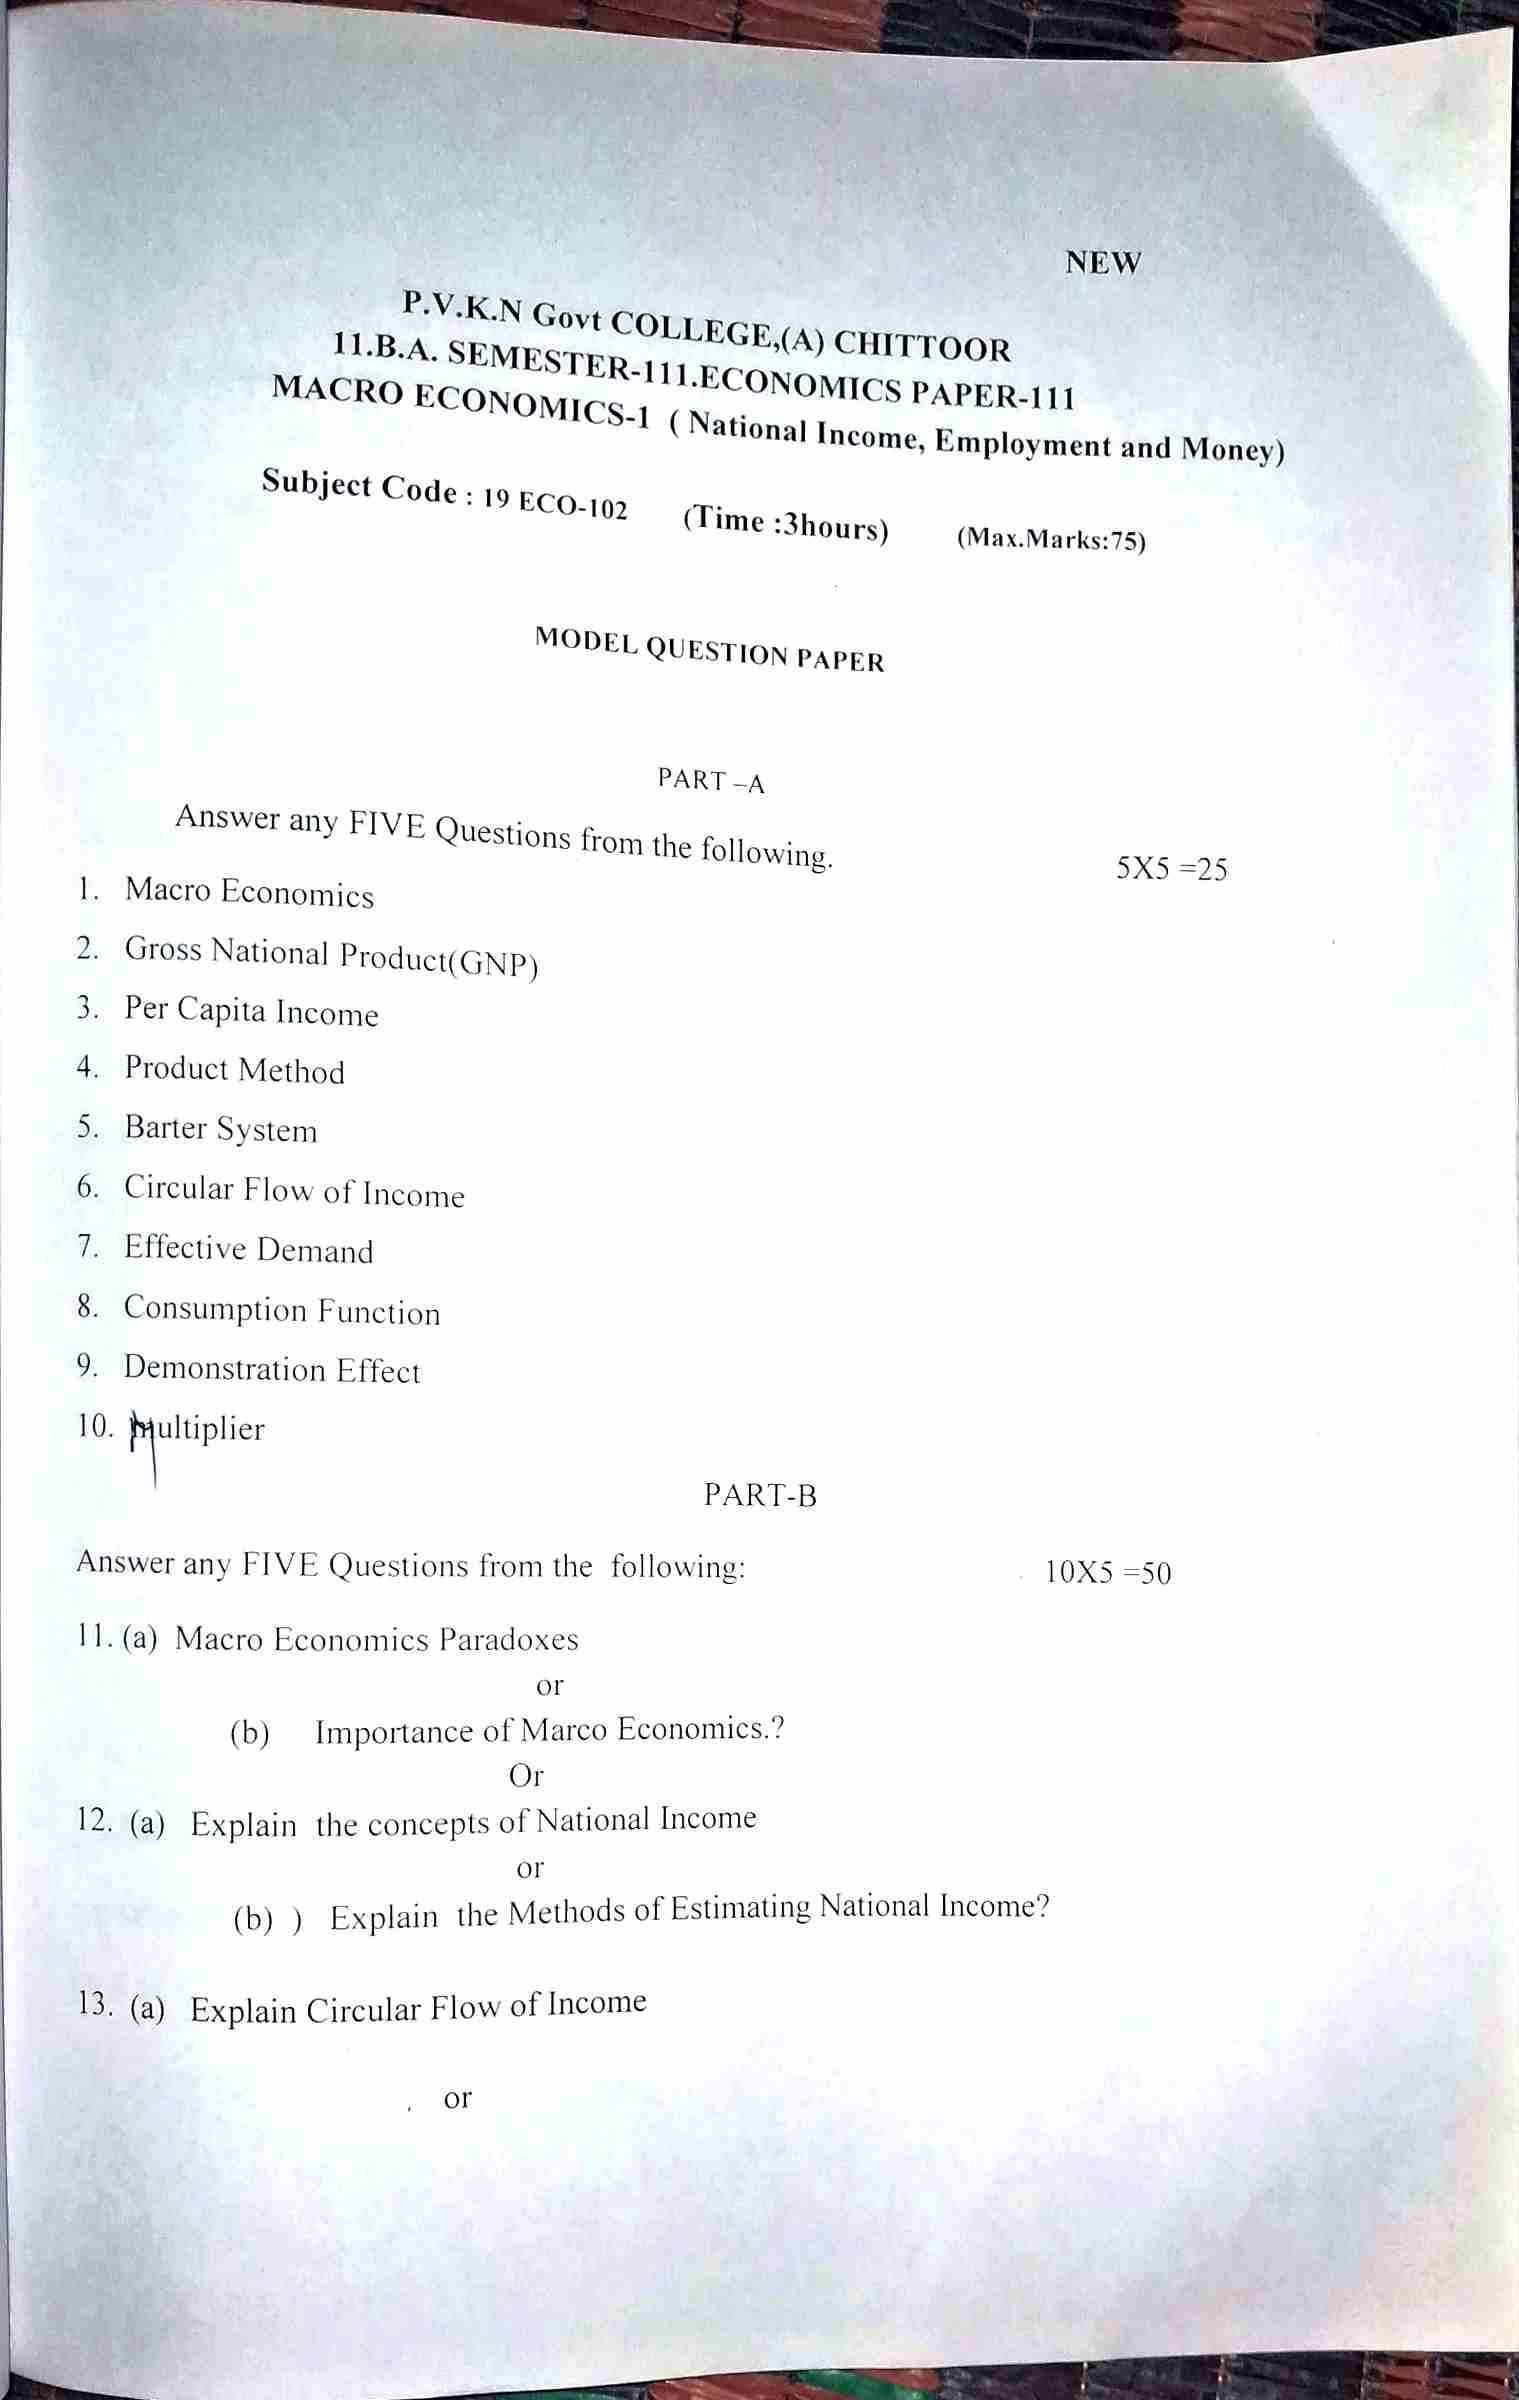 NEW
P.V.K.N Govt COLLEGE,(A) CHITTOOR
11.B.A. SEMESTER-111.ECONOMICS PAPER-111
MACRO ECONOMICS-1 ( National Income, Employment and Money)
Subject Code : 19 ECO-102 (Time :3hours) (Max.Marks:75)
MODEL QUESTION PAPER
PART –A
Answer any FIVE Questions from the following. 5X5 =25
1. Macro Economics
2. Gross National Product(GNP)
3. Per Capita Income
4. Product Method
5. Barter System
6. Circular Flow of Income
7. Effective Demand
8. Consumption Function
9. Demonstration Effect
10. Multiplier
PART-B
Answer any FIVE Questions from the following: 10X5 =50
11. (a) Macro Economics Paradoxes
or
(b) Importance of Marco Economics.?
Or
12. (a) Explain the concepts of National Income
or
(b) ) Explain the Methods of Estimating National Income?
13. (a) Explain Circular Flow of Income
or